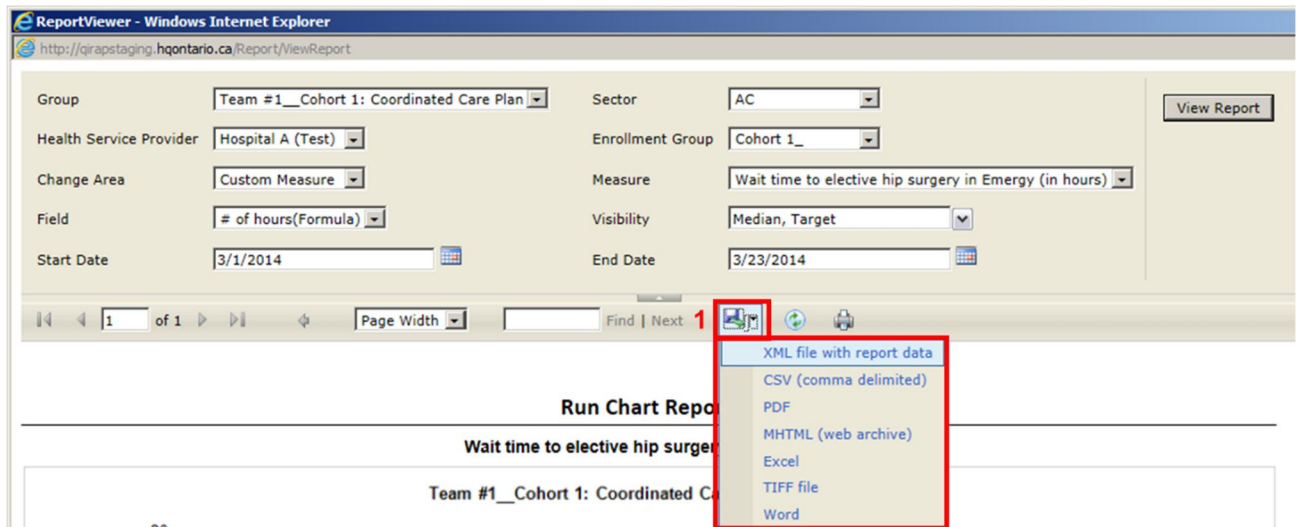 ReportViewer - Windows Internet Explorer
http://qirapstaging.hqontario.ca/Report/ViewReport
Group Team #1__Cohort 1: Coordinated Care Plan Sector AC View Report
Health Service Provider Hospital A (Test) Enrollment Group Cohort 1_
Change Area Custom Measure Measure Wait time to elective hip surgery in Emergy (in hours)
Field # of hours(Formula) Visibility Median, Target
Start Date 3/1/2014 End Date 3/23/2014
1 of 1 Page Width Find | Next 1
XML file with report data
CSV (comma delimited)
PDF
MHTML (web archive)
Excel
TIFF file
Word
Run Chart Repo
Wait time to elective hip surger
Team #1__Cohort 1: Coordinated Ca